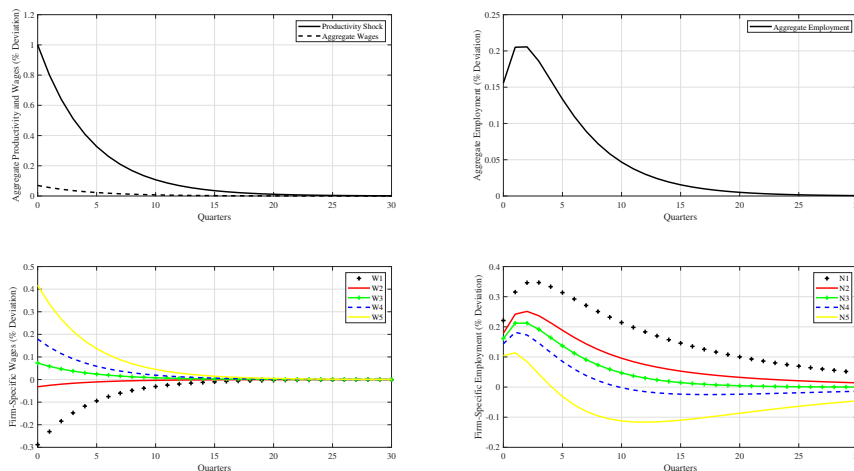 Productivity Shock
Aggregate Wages
Aggregate Productivity and Wages (% Deviation)
1.2
1
0.8
0.6
0.4
0.2
0
0 5 10 15 20 25 30
Quarters
Aggregate Employment
Aggregate Employment (% Deviation)
0.25
0.2
0.15
0.1
0.05
0
0 5 10 15 20 25
Quarters
W1
W2
W3
W4
W5
Firm-Specific Wages (% Deviation)
0.5
0.4
0.3
0.2
0.1
0
-0.1
-0.2
-0.3
0 5 10 15 20 25 30
Quarters
N1
N2
N3
N4
N5
Firm-Specific Employment (% Deviation)
0.4
0.3
0.2
0.1
0
-0.1
-0.2
0 5 10 15 20 25
Quarters